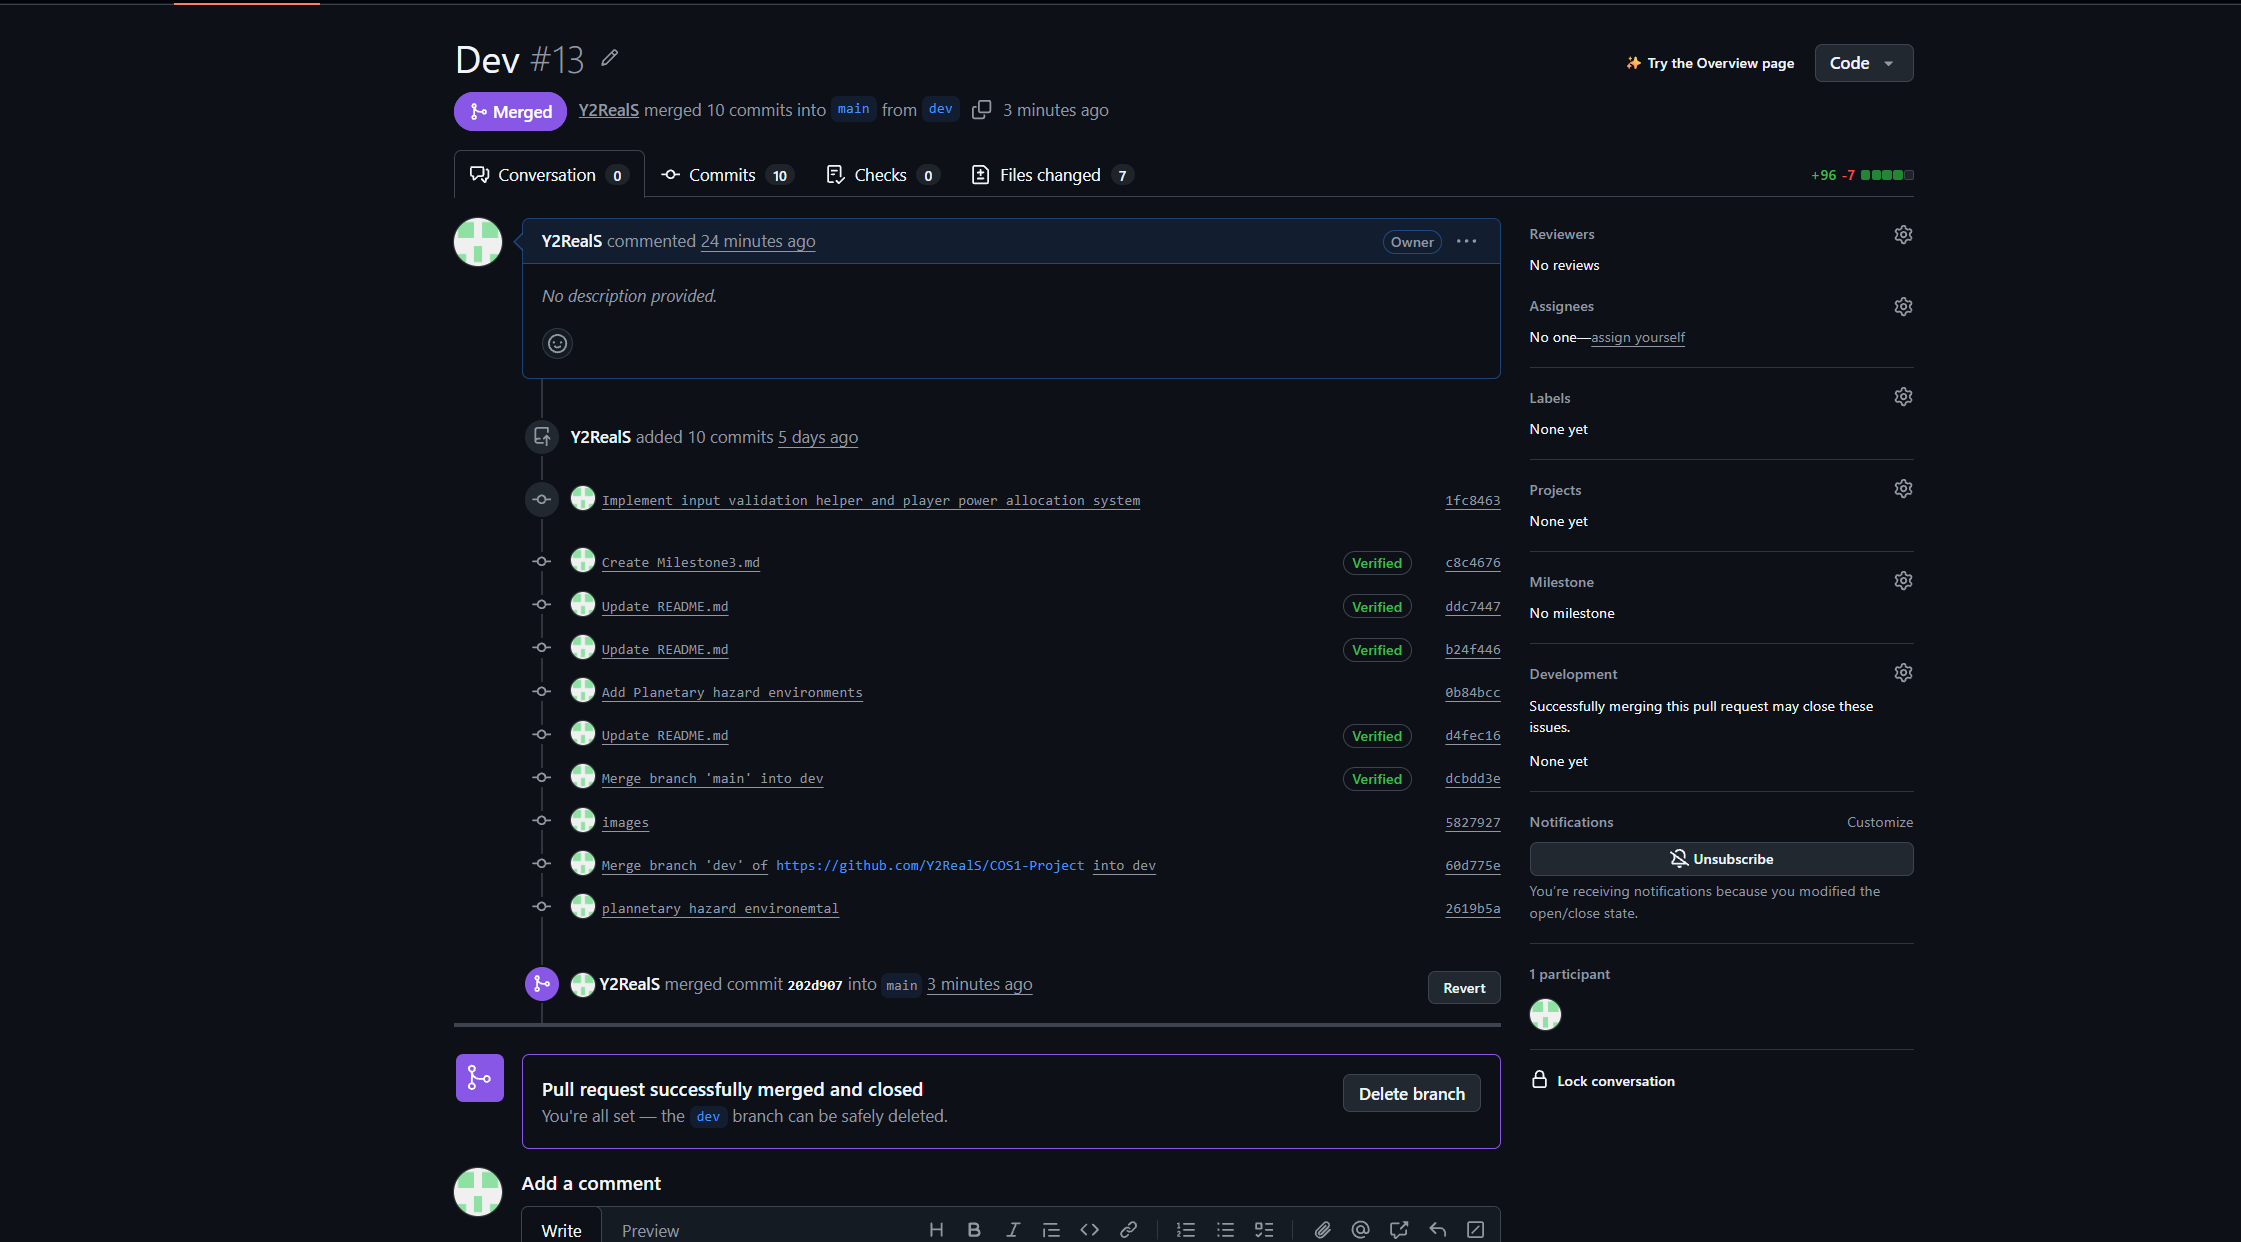 Dev #13
Try the Overview page
Code
Merged
Y2RealS merged 10 commits into main from dev 3 minutes ago
Conversation 0
Commits 10
Checks 0
Files changed 7
+96 -7
Y2RealS commented 24 minutes ago
Owner
No description provided.
Y2RealS added 10 commits 5 days ago
Implement input validation helper and player power allocation system 1fc8463
Create Milestone3.md Verified c8c4676
Update README.md Verified ddc7447
Update README.md Verified b24f446
Add Planetary hazard environments 0b84bcc
Update README.md Verified d4fec16
Merge branch 'main' into dev Verified dcbdd3e
images 5827927
Merge branch 'dev' of https://github.com/Y2RealS/COS1-Project into dev 60d775e
plannetary hazard environemtal 2619b5a
Y2RealS merged commit 202d907 into main 3 minutes ago
Revert
Pull request successfully merged and closed
You're all set — the dev branch can be safely deleted.
Delete branch
Add a comment
Write
Preview
Reviewers
No reviews
Assignees
No one—assign yourself
Labels
None yet
Projects
None yet
Milestone
No milestone
Development
Successfully merging this pull request may close these
issues.
None yet
Notifications
Customize
Unsubscribe
You're receiving notifications because you modified the
open/close state.
1 participant
Lock conversation